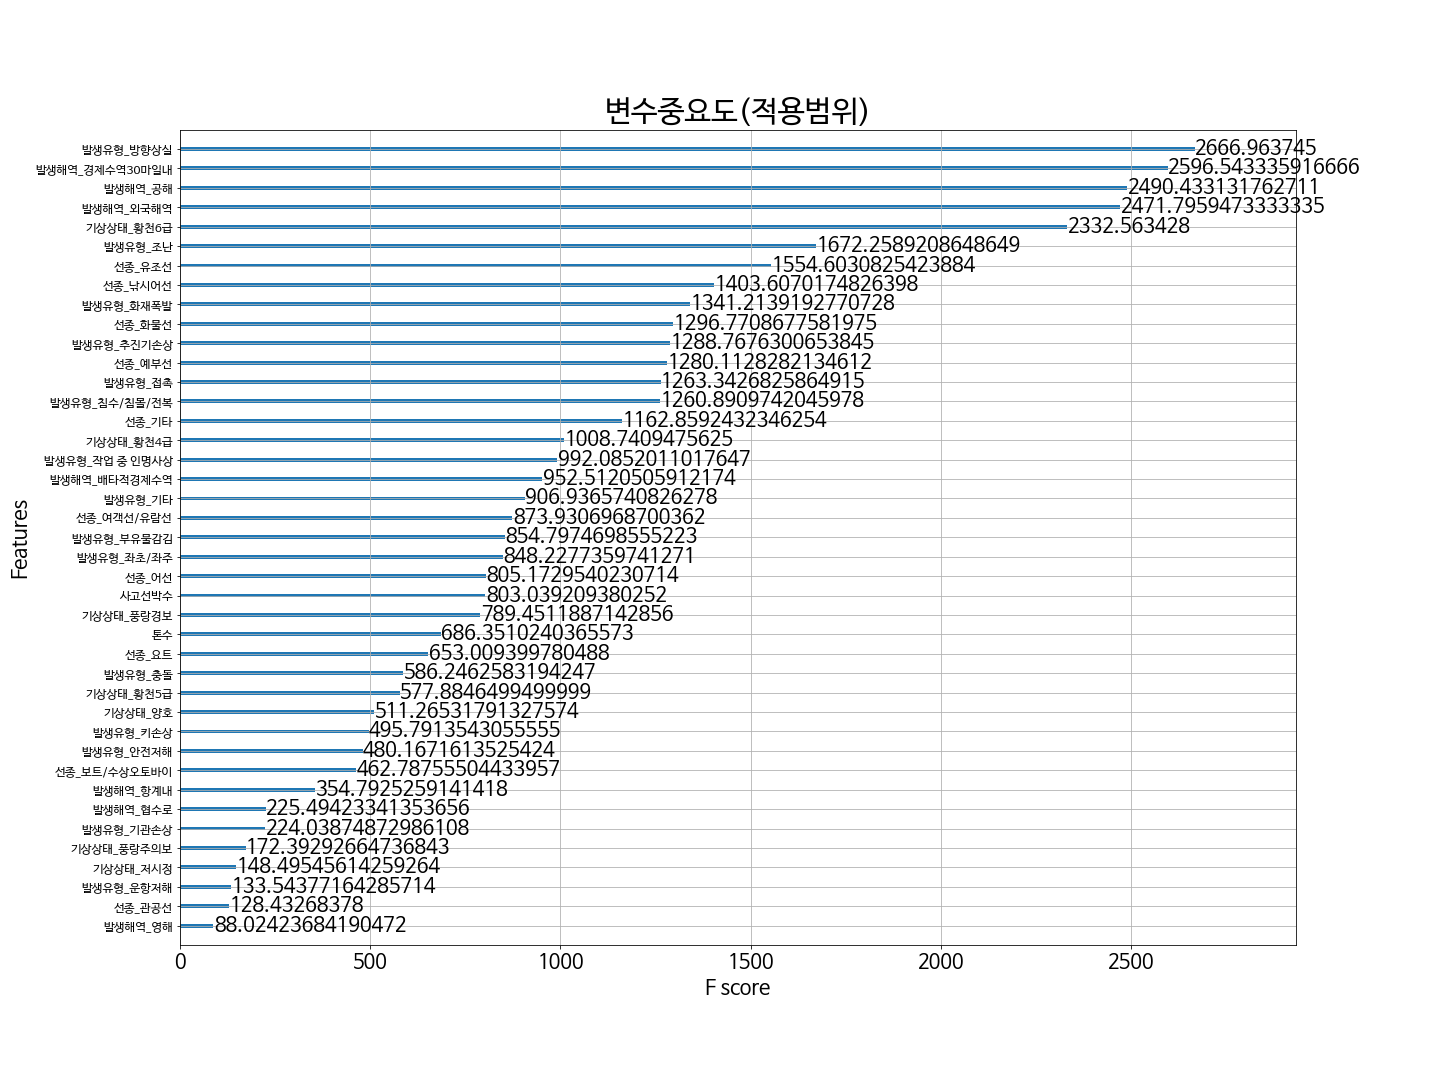 변수중요도 (적용범위)
발생유형_방향상실 2666.963745
발생해역_경제수역30마일내 2596.543335916666
발생해역_공해 2490.433131762711
발생해역_외국해역 2471.7959473333335
기상상태_황천6급 2332.563428
발생유형_조난 1672.2589208648649
선종_유조선 1554.6030825423884
선종_낚시어선 1403.6070174826398
발생유형_화재폭발 1341.2139192770728
선종_화물선 1296.7708677581975
발생유형_추진기손상 1288.7676300653845
선종_예부선 1280.1128282134612
발생유형_접촉 1263.3426825864915
발생유형_침수/침몰/전복 1260.8909742045978
선종_기타 1162.8592432346254
기상상태_황천4급 1008.7409475625
발생유형_작업 중 인명사상 992.0852011017647
발생해역_배타적경제수역 952.5120505912174
발생유형_기타 906.9365740826278
선종_여객선/유람선 873.9306968700362
발생유형_부유물감김 854.7974698555223
발생유형_좌초/좌주 848.2277359741271
선종_어선 805.1729540230714
사고선박수 803.039209380252
기상상태_풍랑경보 789.4511887142856
톤수 686.3510240365573
선종_요트 653.009399780488
발생유형_충돌 586.2462583194247
기상상태_황천5급 577.8846499499999
기상상태_양호 511.26531791327574
발생유형_키손상 495.7913543055555
발생유형_안전저해 480.1671613525424
선종_보트/수상오토바이 462.78755504433957
발생해역_항계내 354.7925259141418
발생해역_협수로 225.49423341353656
발생유형_기관손상 224.03874872986108
기상상태_풍랑주의보 172.39292664736843
기상상태_저시정 148.49545614259264
발생유형_운항저해 133.54377164285714
선종_관공선 128.43268378
발생해역_영해 88.02423684190472
Features
0 500 1000 1500 2000 2500
F score